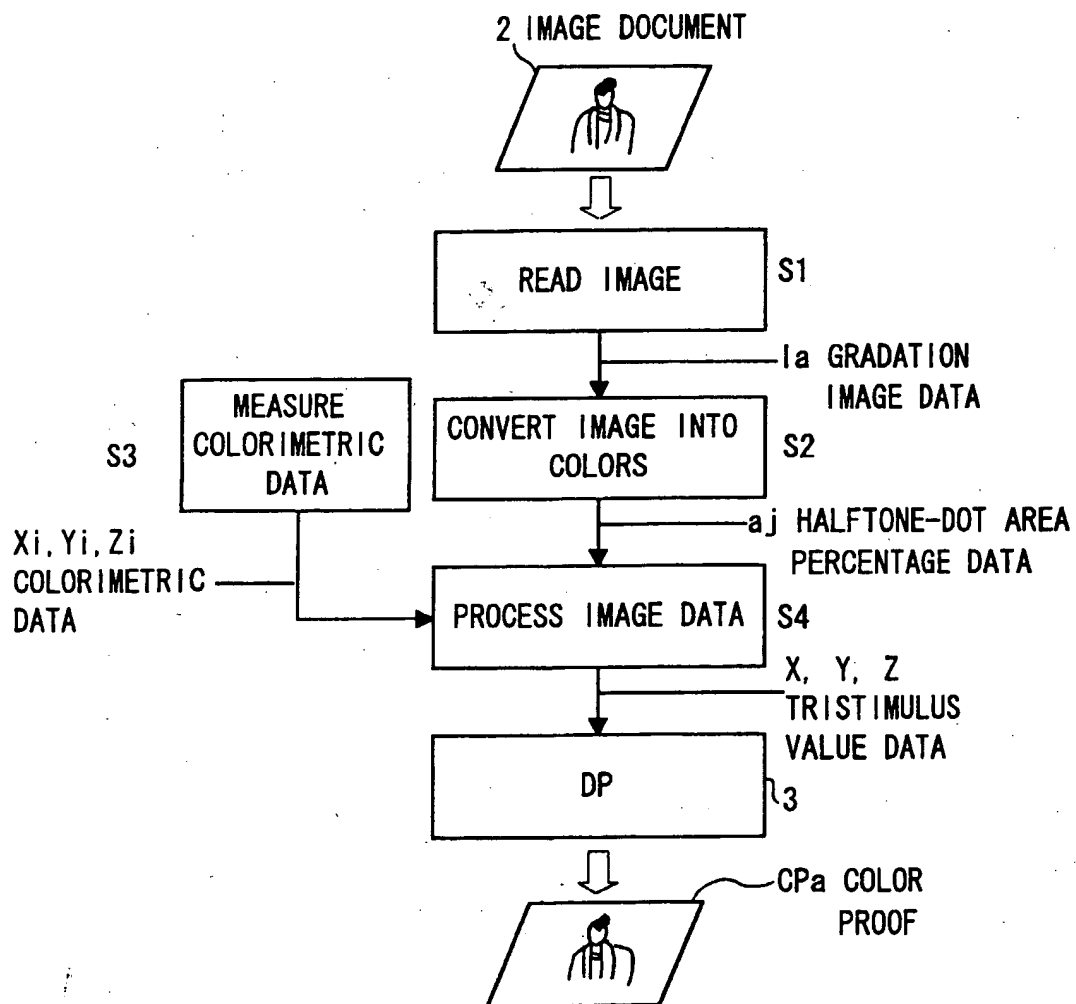 2 IMAGE DOCUMENT
READ IMAGE
S1
Ia GRADATION
IMAGE DATA
MEASURE
COLORIMETRIC
DATA
S3
CONVERT IMAGE INTO
COLORS
S2
aj HALFTONE-DOT AREA
PERCENTAGE DATA
Xi, Yi, Zi
COLORIMETRIC
DATA
PROCESS IMAGE DATA
S4
X, Y, Z
TRISTIMULUS
VALUE DATA
DP
3
CPa COLOR
PROOF